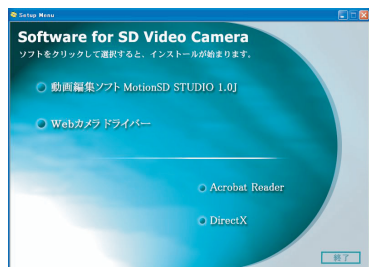 Setup Menu
Software for SD Video Camera
ソフトをクリックして選択すると、インストールが始まります。
動画編集ソフト MotionSD STUDIO 1.0J
Webカメラ ドライバー
Acrobat Reader
DirectX
終了